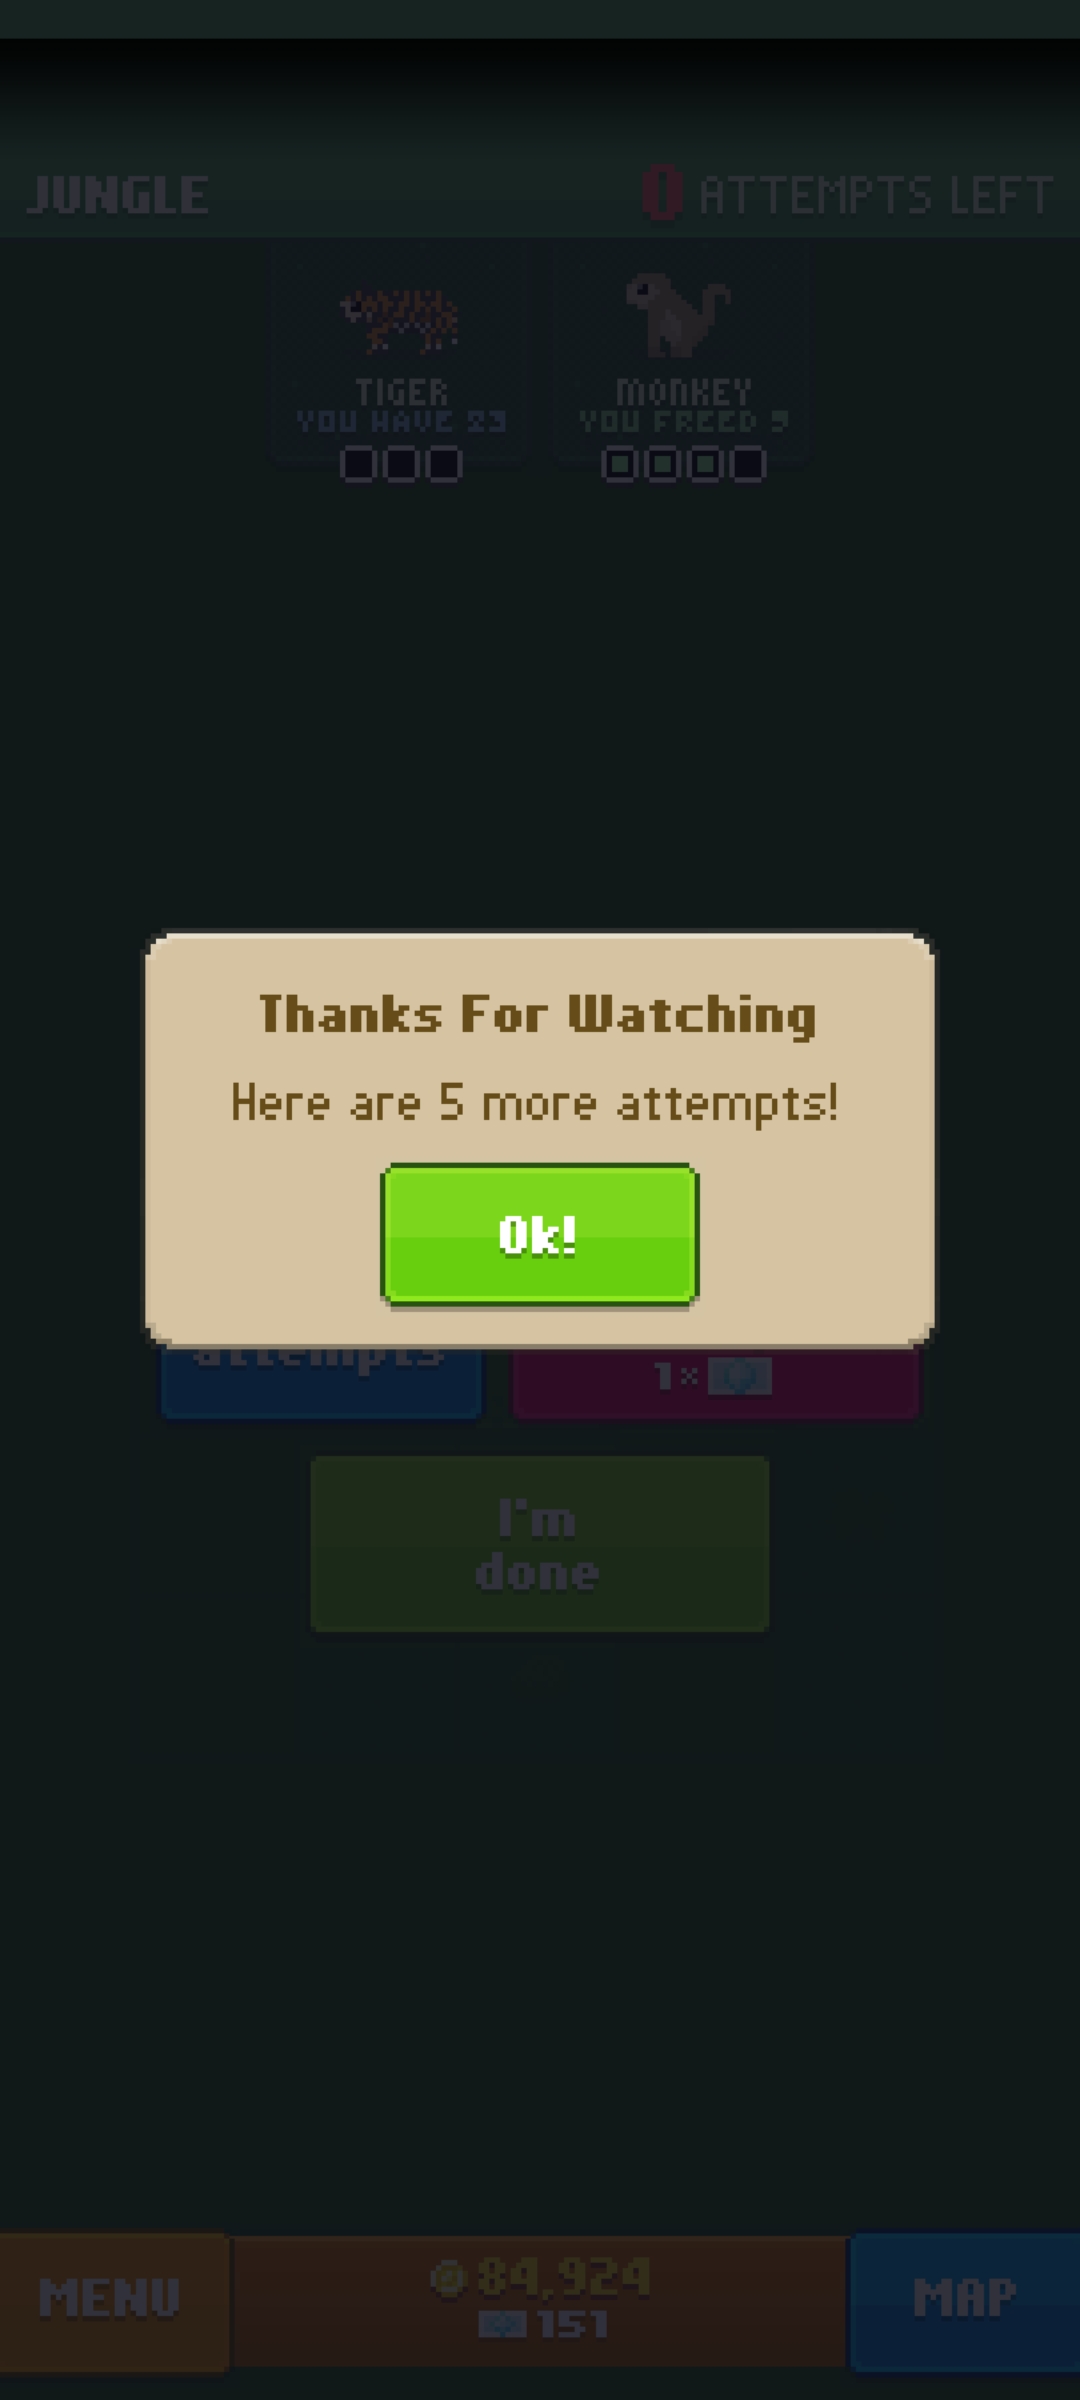 JUNGLE
0 ATTEMPTS LEFT
TIGER
YOU HAVE 23
MONKEY
YOU FREED 9
Thanks For Watching
Here are 5 more attempts!
Ok!
attempts
1×
I'm
done
MENU
84,924
151
MAP